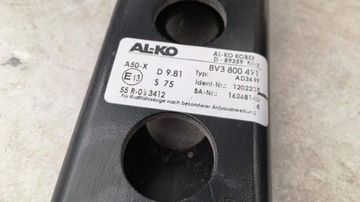 AL-KO
AL-KO KOBER
D - 89359 Kötz
A50-X
8V3 800 491
D 9.81
Typ:
E13
S 75
Ident-Nr.: 120223
BA-Nr.:
55 R-01 3412
Für Kraftfahrzeuge nach besonderer Anbauanweisung